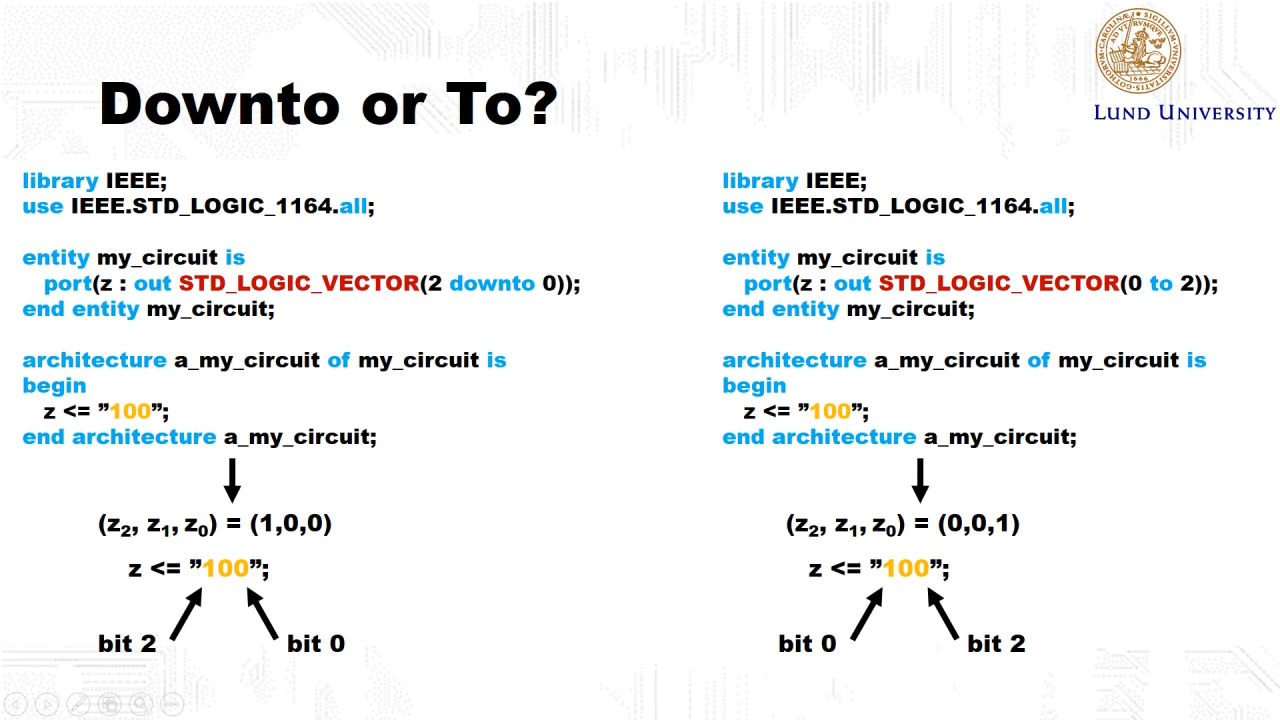 Downto or To?
LUND UNIVERSITY
library IEEE;
use IEEE.STD_LOGIC_1164.all;
entity my_circuit is
port(z : out STD_LOGIC_VECTOR(2 downto 0));
end entity my_circuit;
architecture a_my_circuit of my_circuit is
begin
z <= ”100”;
end architecture a_my_circuit;
(z₂, z₁, z₀) = (1,0,0)
z <= ”100”;
bit 2 bit 0
library IEEE;
use IEEE.STD_LOGIC_1164.all;
entity my_circuit is
port(z : out STD_LOGIC_VECTOR(0 to 2));
end entity my_circuit;
architecture a_my_circuit of my_circuit is
begin
z <= ”100”;
end architecture a_my_circuit;
(z₂, z₁, z₀) = (0,0,1)
z <= ”100”;
bit 0 bit 2